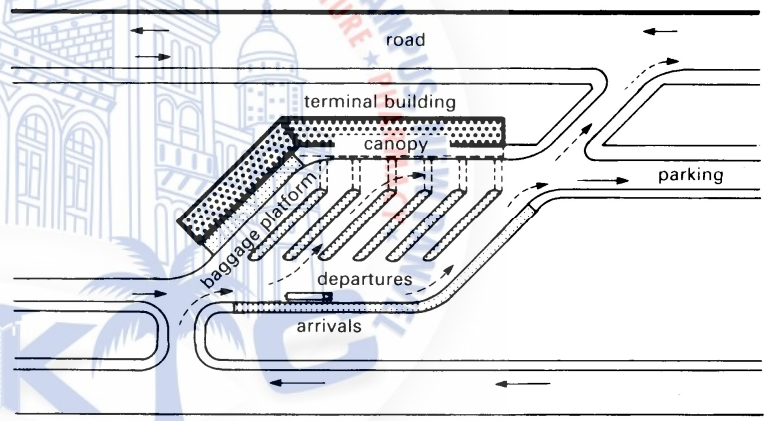 road
terminal building
canopy
parking
baggage platform
departures
arrivals